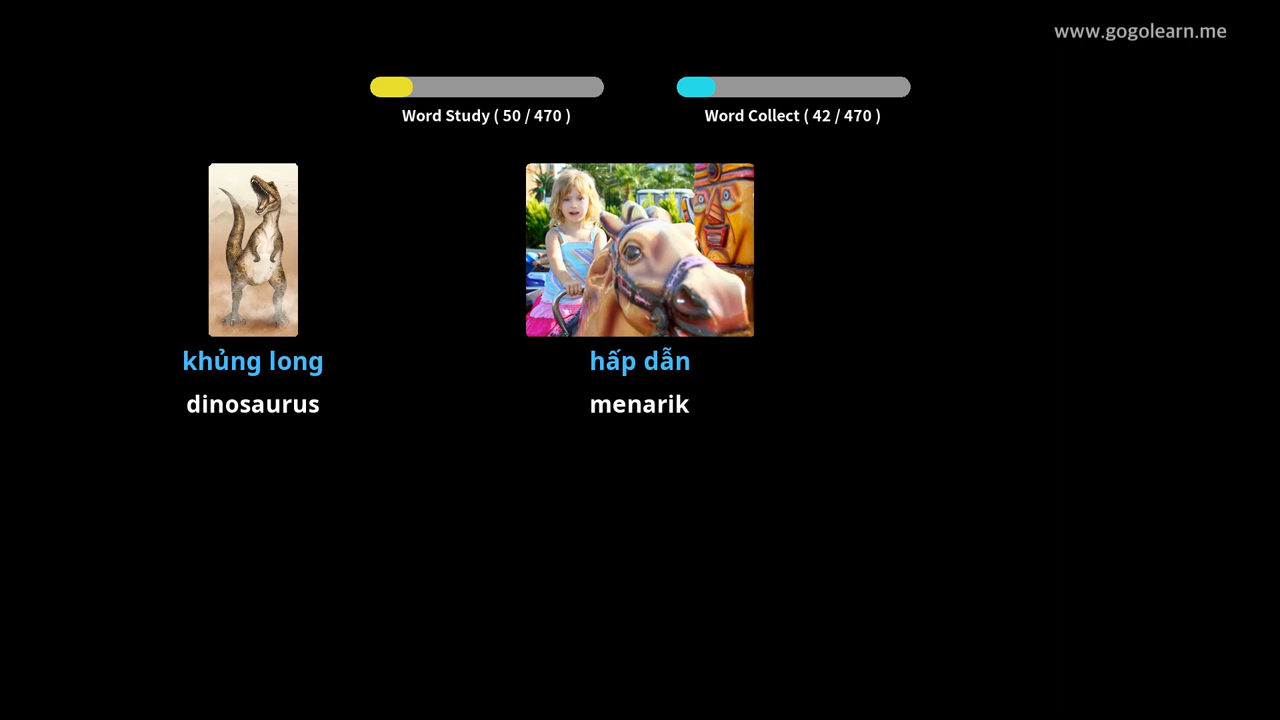 www.gogolearn.me
Word Study ( 50 / 470 )
Word Collect ( 42 / 470 )
khủng long
dinosaurus
hấp dẫn
menarik